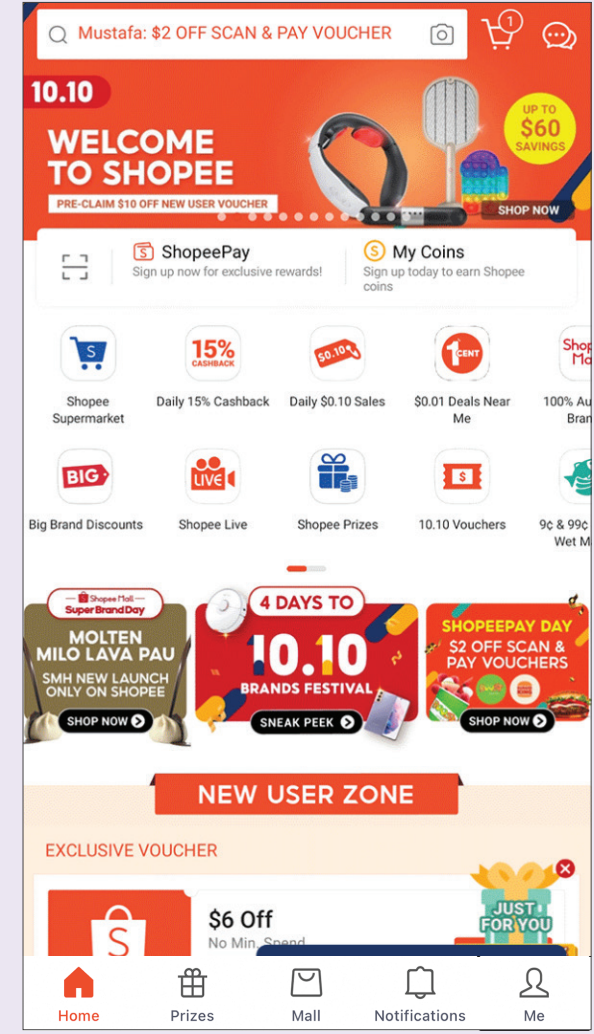 Mustafa: $2 OFF SCAN & PAY VOUCHER
1
10.10
WELCOME
TO SHOPEE
PRE-CLAIM $10 OFF NEW USER VOUCHER
UP TO
$60
SAVINGS
SHOP NOW
ShopeePay
Sign up now for exclusive rewards!
My Coins
Sign up today to earn Shopee
coins
S
15%
CASHBACK
$0.10
1
CENT
Shop
Ma
Shopee
Supermarket
Daily 15% Cashback
Daily $0.10 Sales
$0.01 Deals Near
Me
100% Au
Bran
BIG
LIVE
$
Big Brand Discounts
Shopee Live
Shopee Prizes
10.10 Vouchers
9¢ & 99¢
Wet M
Shopee Mall
Super Brand Day
MOLTEN
MILO LAVA PAU
SMH NEW LAUNCH
ONLY ON SHOPEE
SHOP NOW
4 DAYS TO
10.10
BRANDS FESTIVAL
SNEAK PEEK
SHOPEEPAY DAY
$2 OFF SCAN &
PAY VOUCHERS
SHOP NOW
NEW USER ZONE
EXCLUSIVE VOUCHER
S
$6 Off
No Min. Spend
JUST
FOR YOU
Home
Prizes
Mall
Notifications
Me